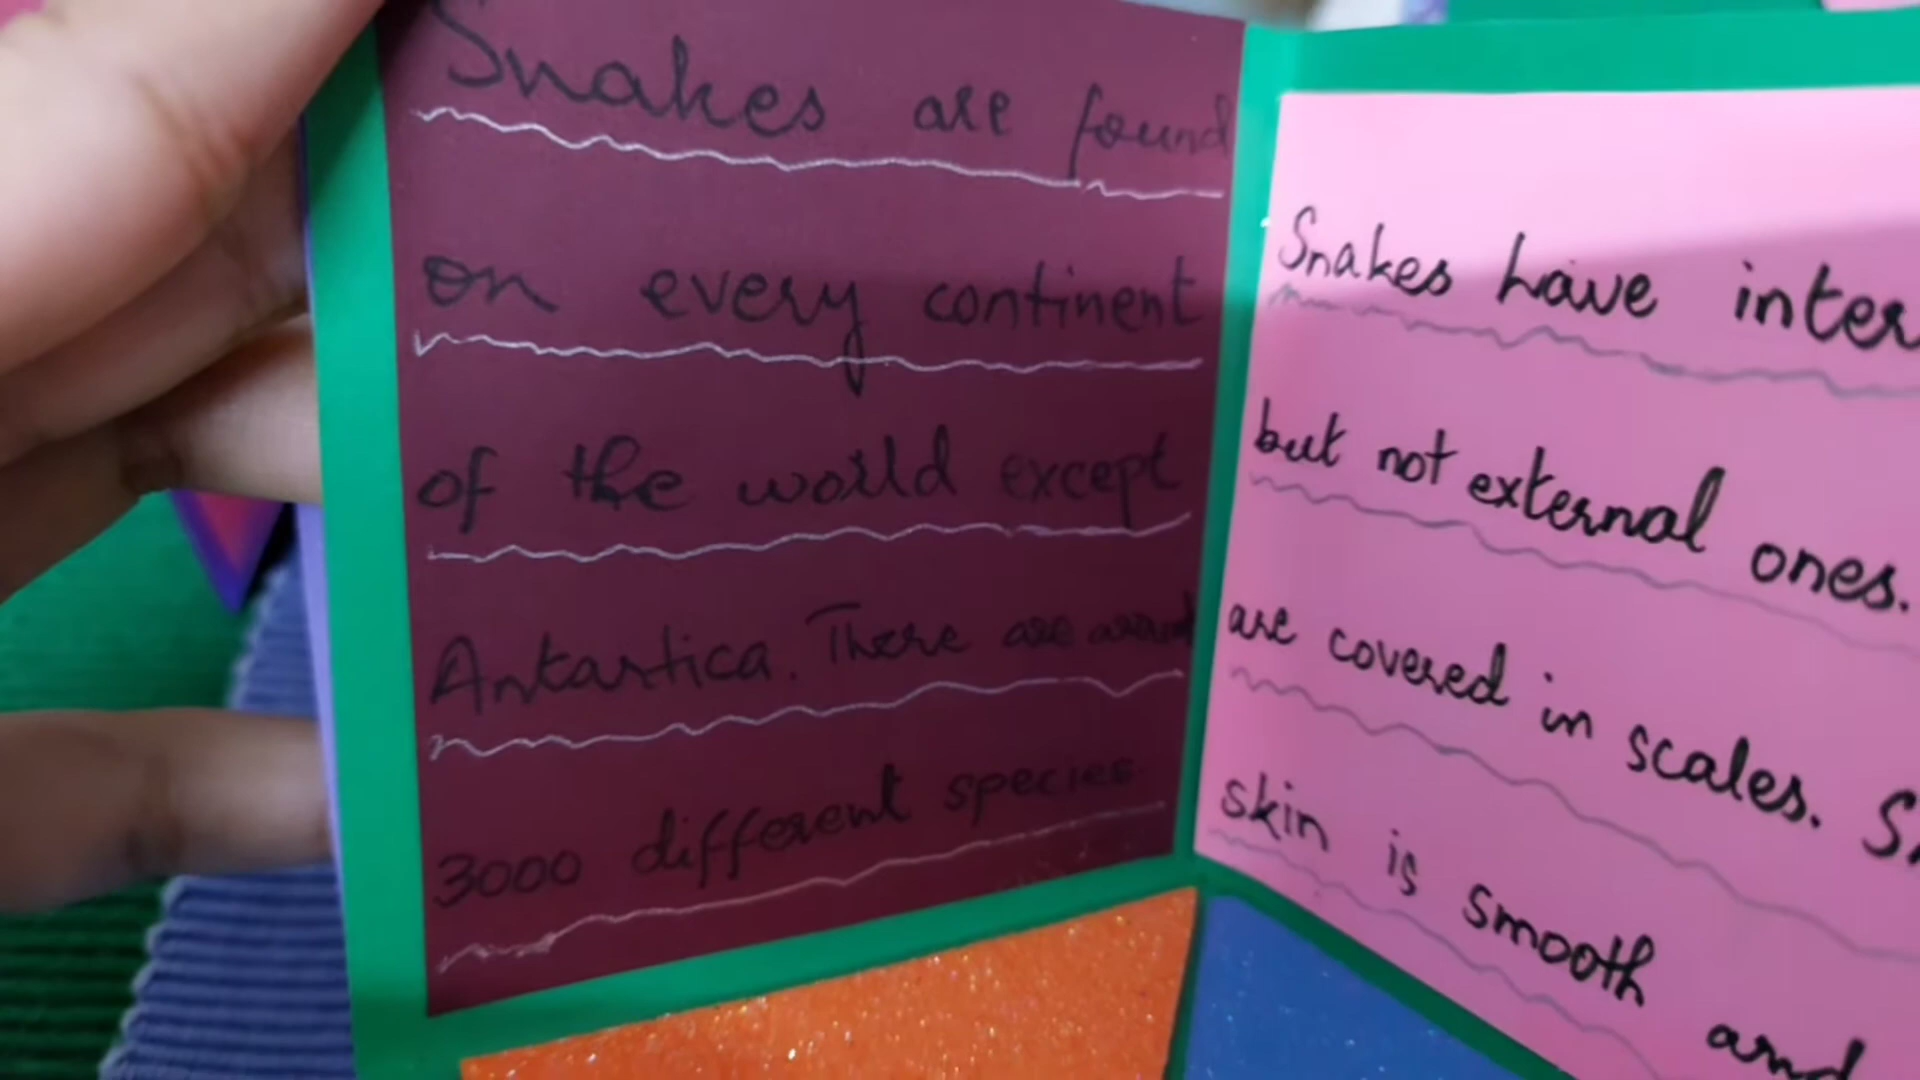 Snakes are found
on every continent
of the world except
Antartica. There are around
3000 different species.
Snakes have inter
but not external ones.
are covered in scales. S
skin is smooth
and